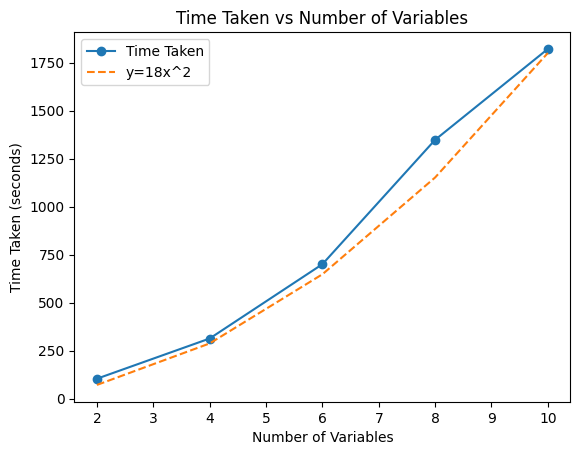 Time Taken vs Number of Variables
Time Taken
y=18x^2
Time Taken (seconds)
1750
1500
1250
1000
750
500
250
0
2 3 4 5 6 7 8 9 10
Number of Variables